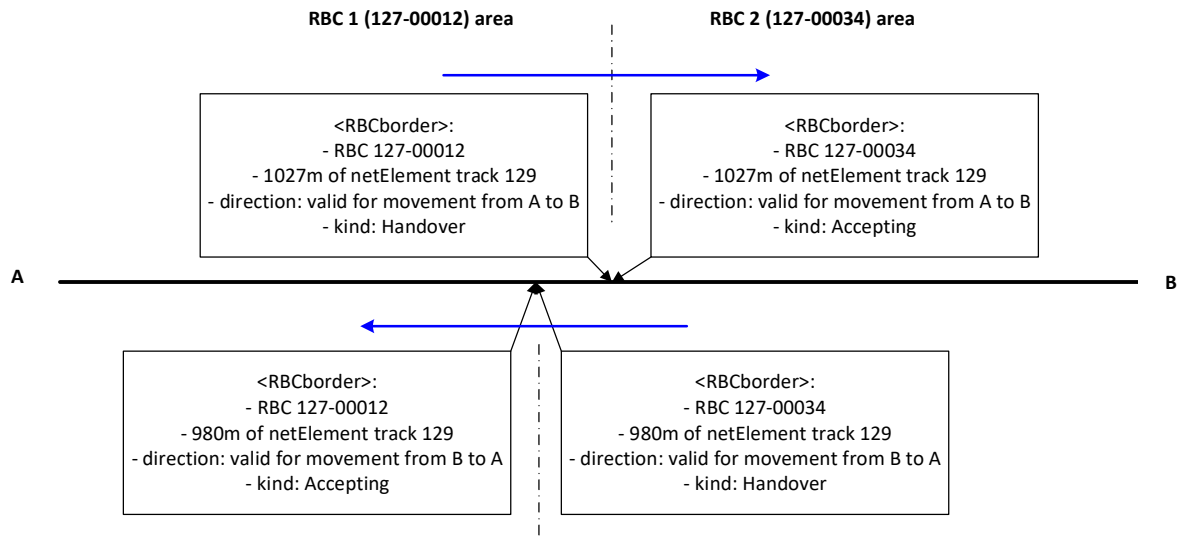 RBC 1 (127-00012) area
RBC 2 (127-00034) area
<RBCborder>:
- RBC 127-00012
- 1027m of netElement track 129
- direction: valid for movement from A to B
- kind: Handover
<RBCborder>:
- RBC 127-00034
- 1027m of netElement track 129
- direction: valid for movement from A to B
- kind: Accepting
A
B
<RBCborder>:
- RBC 127-00012
- 980m of netElement track 129
- direction: valid for movement from B to A
- kind: Accepting
<RBCborder>:
- RBC 127-00034
- 980m of netElement track 129
- direction: valid for movement from B to A
- kind: Handover